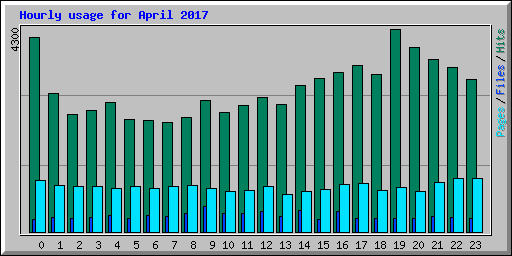 Hourly usage for April 2017
4300
Pages/Files/Hits
0 1 2 3 4 5 6 7 8 9 10 11 12 13 14 15 16 17 18 19 20 21 22 23